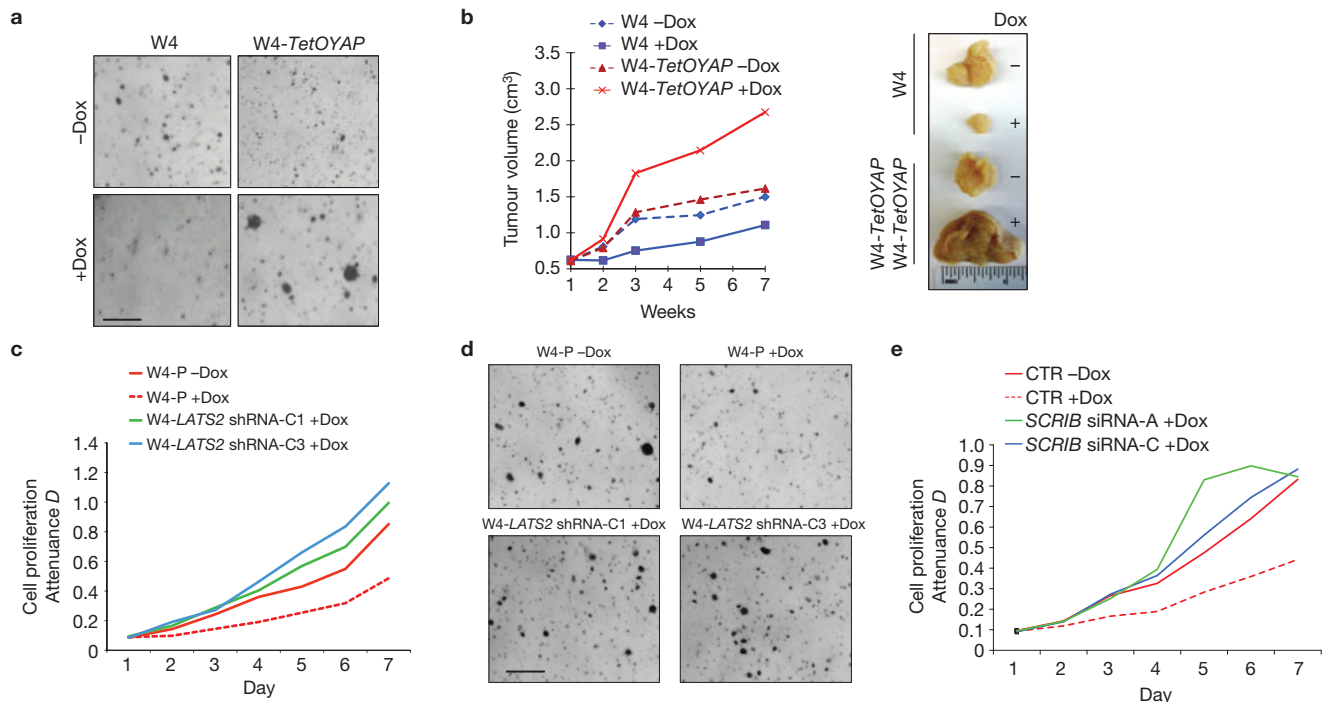 a
W4
W4-TetOYAP
–Dox
+Dox
b
W4 –Dox
W4 +Dox
W4-TetOYAP –Dox
W4-TetOYAP +Dox
Tumour volume (cm³)
3.5
3.0
2.5
2.0
1.5
1.0
0.5
1 2 3 4 5 6 7
Weeks
Dox
W4
–
+
W4-TetOYAP
W4-TetOYAP
–
+
c
W4-P –Dox
W4-P +Dox
W4-LATS2 shRNA-C1 +Dox
W4-LATS2 shRNA-C3 +Dox
Cell proliferation
Attenuance D
1.4
1.2
1.0
0.8
0.6
0.4
0.2
0
1 2 3 4 5 6 7
Day
d
W4-P –Dox
W4-P +Dox
W4-LATS2 shRNA-C1 +Dox
W4-LATS2 shRNA-C3 +Dox
e
CTR –Dox
CTR +Dox
SCRIB siRNA-A +Dox
SCRIB siRNA-C +Dox
Cell proliferation
Attenuance D
1.0
0.9
0.8
0.7
0.6
0.5
0.4
0.3
0.2
0.1
0
1 2 3 4 5 6 7
Day